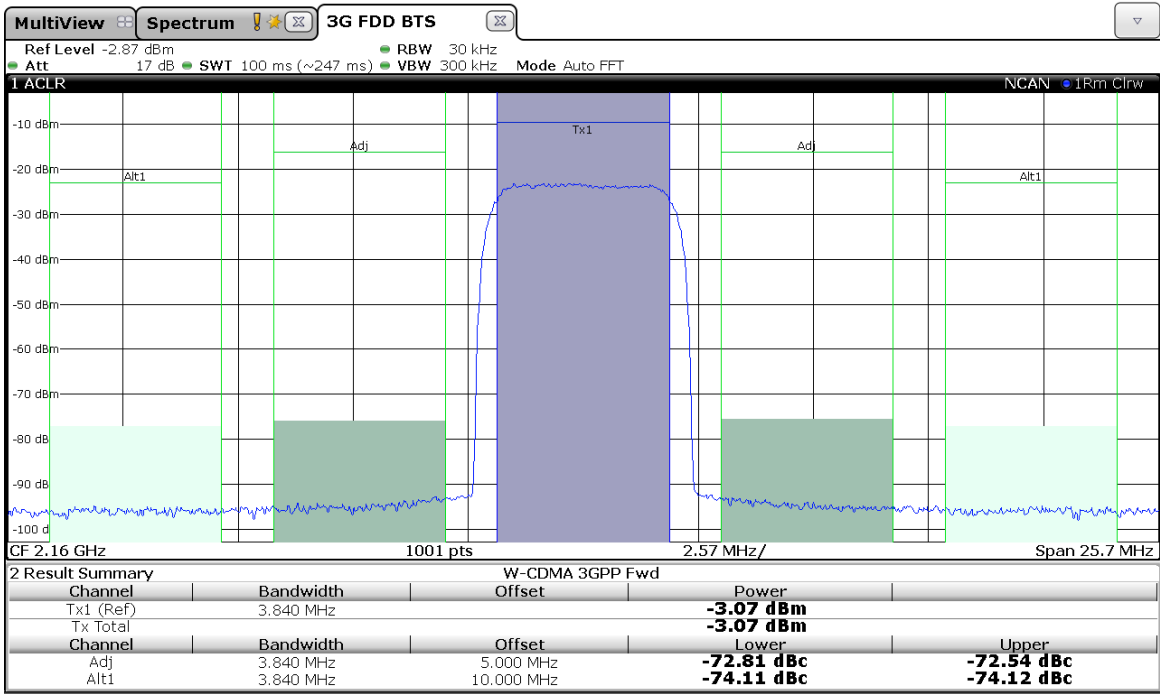 MultiView Spectrum 3G FDD BTS
Ref Level -2.87 dBm RBW 30 kHz
Att 17 dB SWT 100 ms (~247 ms) VBW 300 kHz Mode Auto FFT
1 ACLR NCAN 1Rm Clrw
-10 dBm Tx1
Adj Adj
-20 dBm
Alt1 Alt1
-30 dBm
-40 dBm
-50 dBm
-60 dBm
-70 dBm
-80 dB
-90 dB
-100 d
CF 2.16 GHz 1001 pts 2.57 MHz/ Span 25.7 MHz
2 Result Summary W-CDMA 3GPP Fwd
Channel Bandwidth Offset Power
Tx1 (Ref) 3.840 MHz -3.07 dBm
Tx Total -3.07 dBm
Channel Bandwidth Offset Lower Upper
Adj 3.840 MHz 5.000 MHz -72.81 dBc -72.54 dBc
Alt1 3.840 MHz 10.000 MHz -74.11 dBc -74.12 dBc